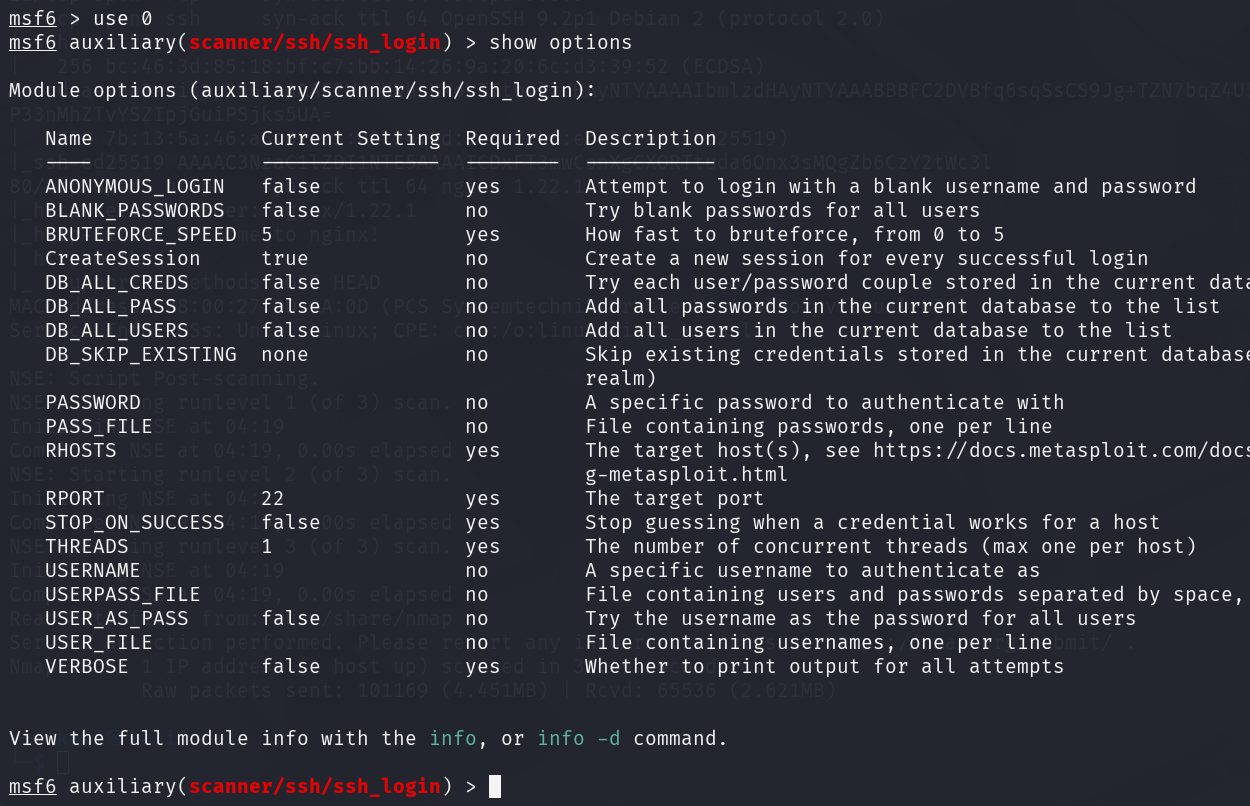 msf6 > use 0
msf6 auxiliary(scanner/ssh/ssh_login) > show options
Module options (auxiliary/scanner/ssh/ssh_login):
Name Current Setting Required Description
ANONYMOUS_LOGIN false yes Attempt to login with a blank username and password
BLANK_PASSWORDS false no Try blank passwords for all users
BRUTEFORCE_SPEED 5 yes How fast to bruteforce, from 0 to 5
CreateSession true no Create a new session for every successful login
DB_ALL_CREDS false no Try each user/password couple stored in the current data
DB_ALL_PASS false no Add all passwords in the current database to the list
DB_ALL_USERS false no Add all users in the current database to the list
DB_SKIP_EXISTING none no Skip existing credentials stored in the current database
realm)
PASSWORD no A specific password to authenticate with
PASS_FILE no File containing passwords, one per line
RHOSTS yes The target host(s), see https://docs.metasploit.com/docs
g-metasploit.html
RPORT 22 yes The target port
STOP_ON_SUCCESS false yes Stop guessing when a credential works for a host
THREADS 1 yes The number of concurrent threads (max one per host)
USERNAME no A specific username to authenticate as
USERPASS_FILE no File containing users and passwords separated by space,
USER_AS_PASS false no Try the username as the password for all users
USER_FILE no File containing usernames, one per line
VERBOSE false yes Whether to print output for all attempts
View the full module info with the info, or info -d command.
msf6 auxiliary(scanner/ssh/ssh_login) >